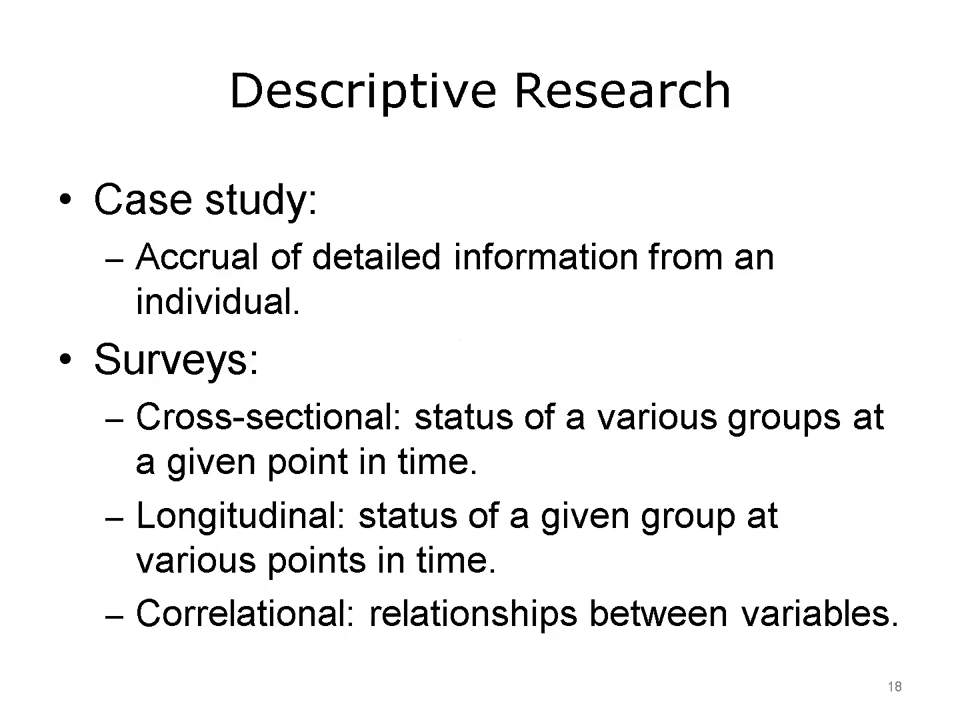 Descriptive Research
• Case study:
– Accrual of detailed information from an
individual.
• Surveys:
– Cross-sectional: status of a various groups at
a given point in time.
– Longitudinal: status of a given group at
various points in time.
– Correlational: relationships between variables.
18